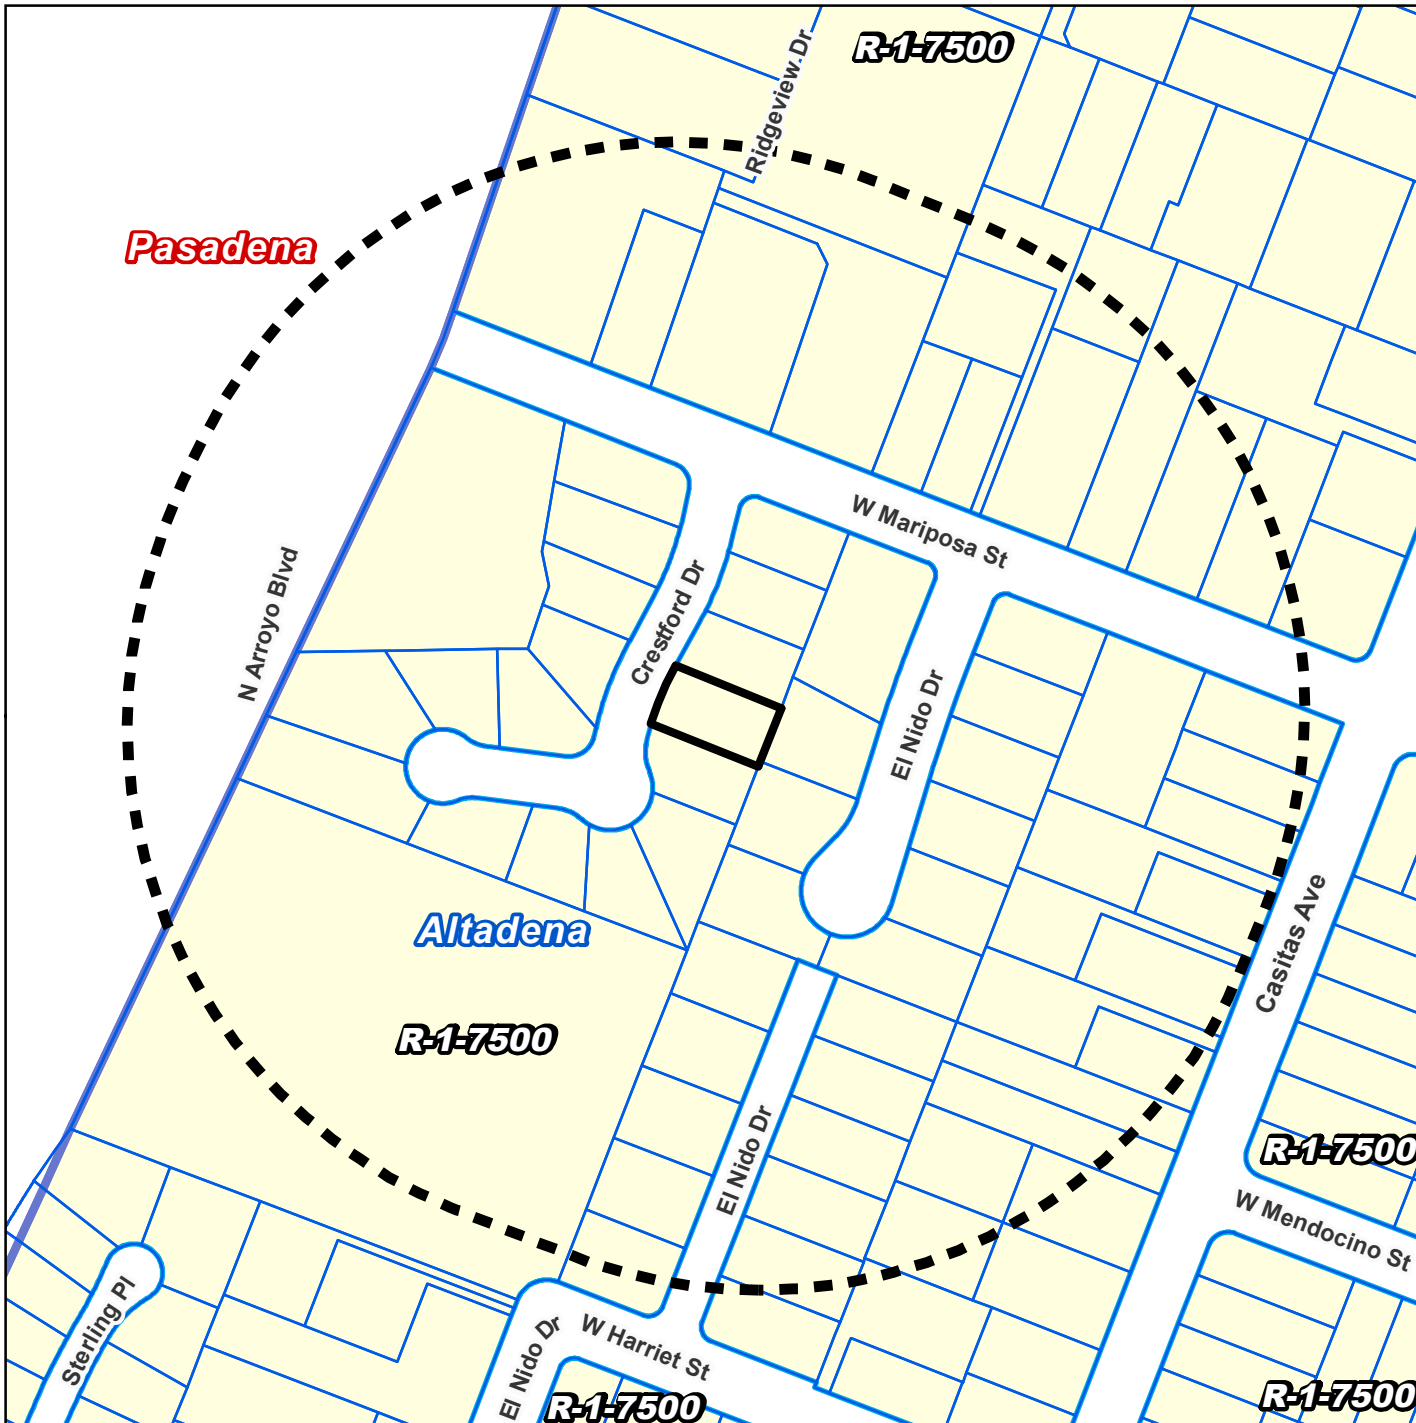 R-1-7500
Ridgeview Dr
Pasadena
W Mariposa St
N Arroyo Blvd
Crestford Dr
El Nido Dr
Casitas Ave
Altadena
R-1-7500
El Nido Dr
R-1-7500
W Mendocino St
Sterling Pl
El Nido Dr
W Harriet St
R-1-7500
R-1-7500